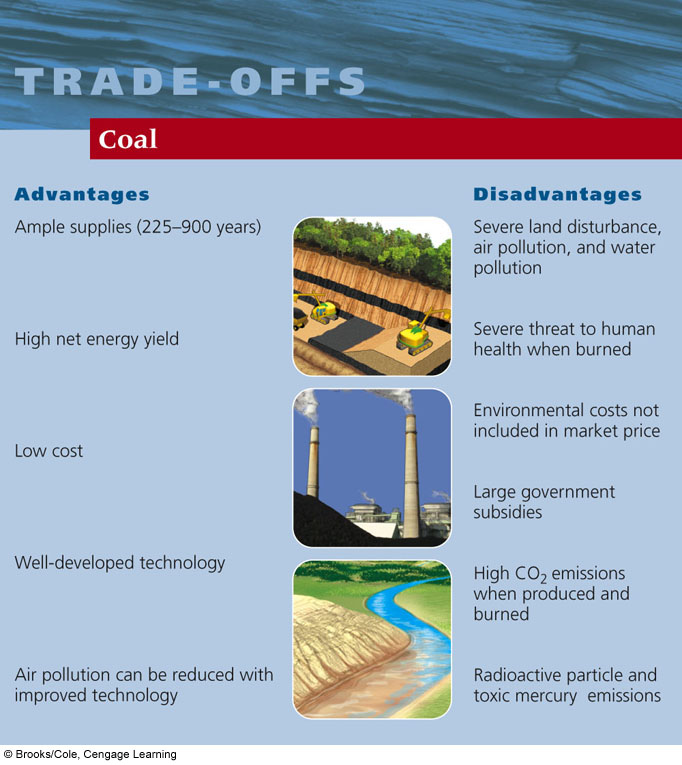 TRADE-OFFS
Coal
Advantages
Ample supplies (225–900 years)
High net energy yield
Low cost
Well-developed technology
Air pollution can be reduced with
improved technology
Disadvantages
Severe land disturbance,
air pollution, and water
pollution
Severe threat to human
health when burned
Environmental costs not
included in market price
Large government
subsidies
High CO₂ emissions
when produced and
burned
Radioactive particle and
toxic mercury emissions
© Brooks/Cole, Cengage Learning